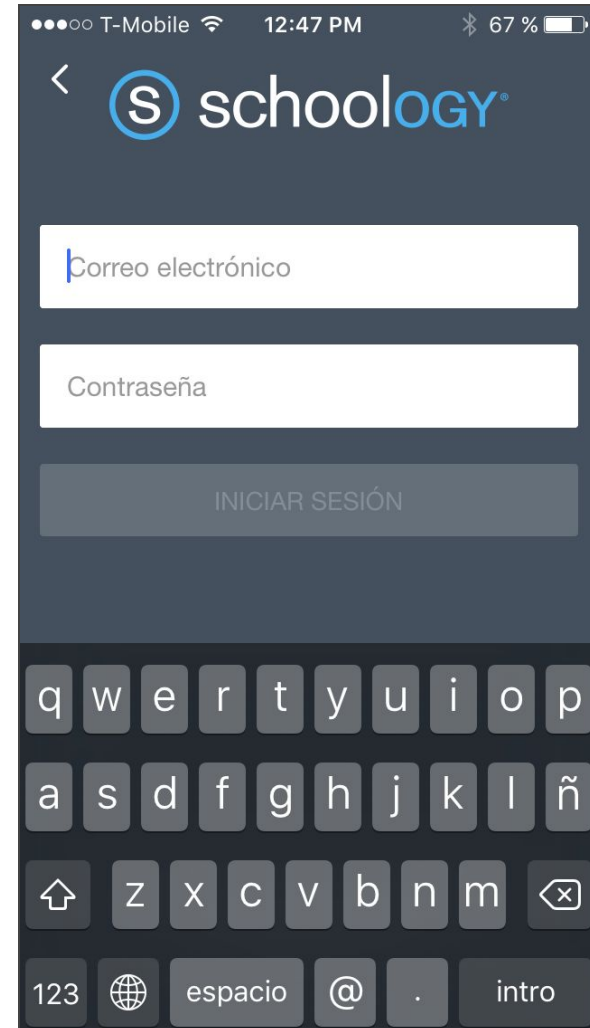 T-Mobile 12:47 PM 67 %
S schoology®
Correo electrónico
Contraseña
INICIAR SESIÓN
q w e r t y u i o p
a s d f g h j k l ñ
z x c v b n m
123 espacio @ . intro